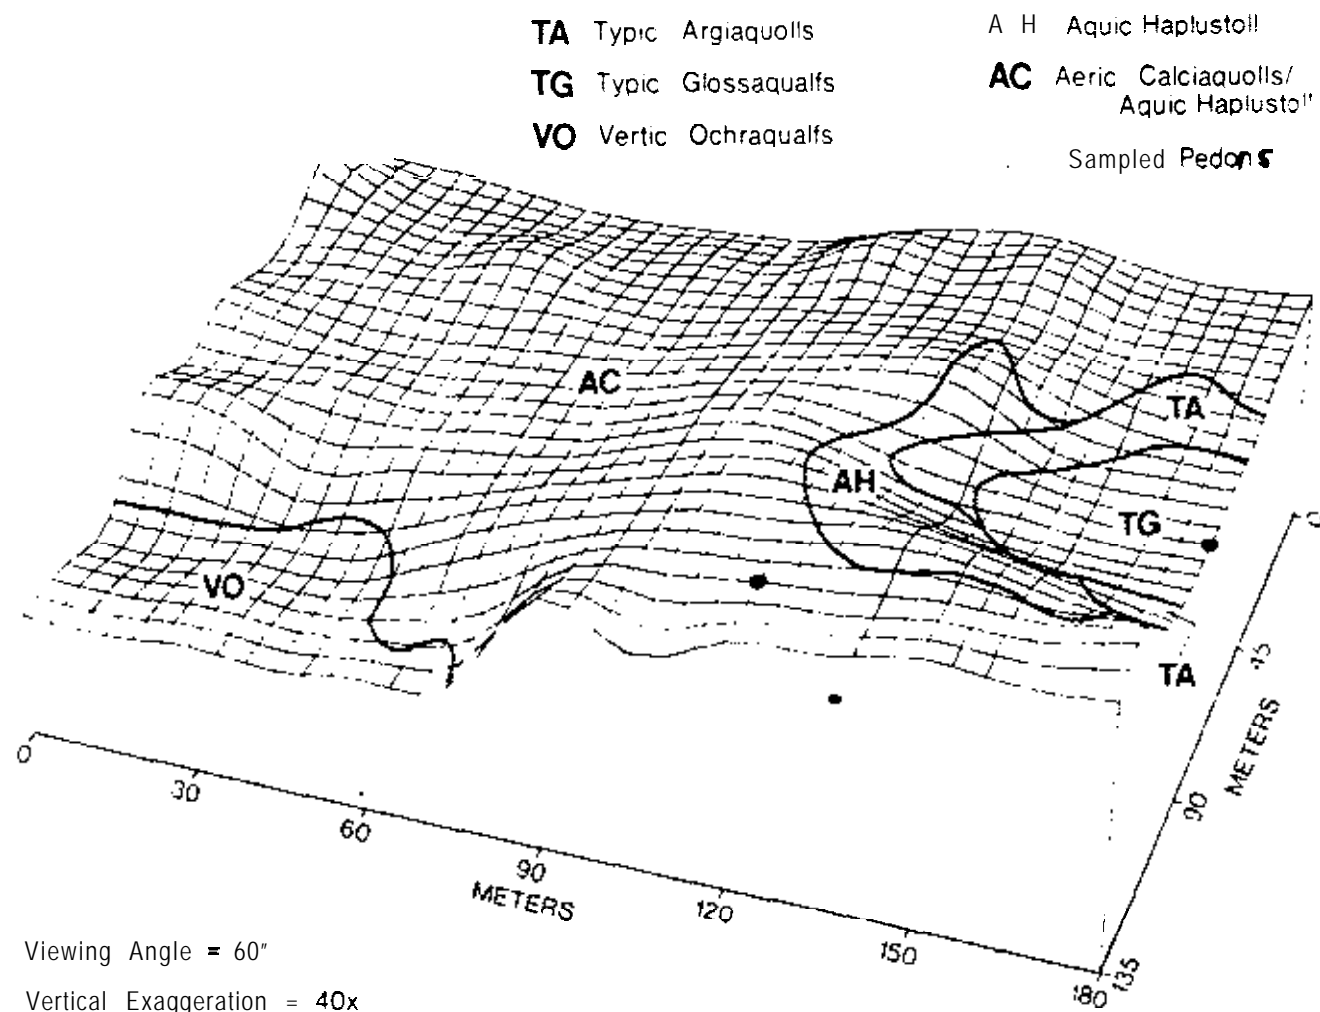 TA Typic Argiaquolls
TG Typic Glossaqualfs
VO Vertic Ochraqualfs
A H Aquic Haplustoll
AC Aeric Calciaquolls/
Aquic Haplustoll
Sampled Pedons
AC
TA
AH
TG
VO
TA
0
45
90
135
METERS
0
30
60
90
120
150
180
METERS
Viewing Angle = 60"
Vertical Exaggeration = 40x